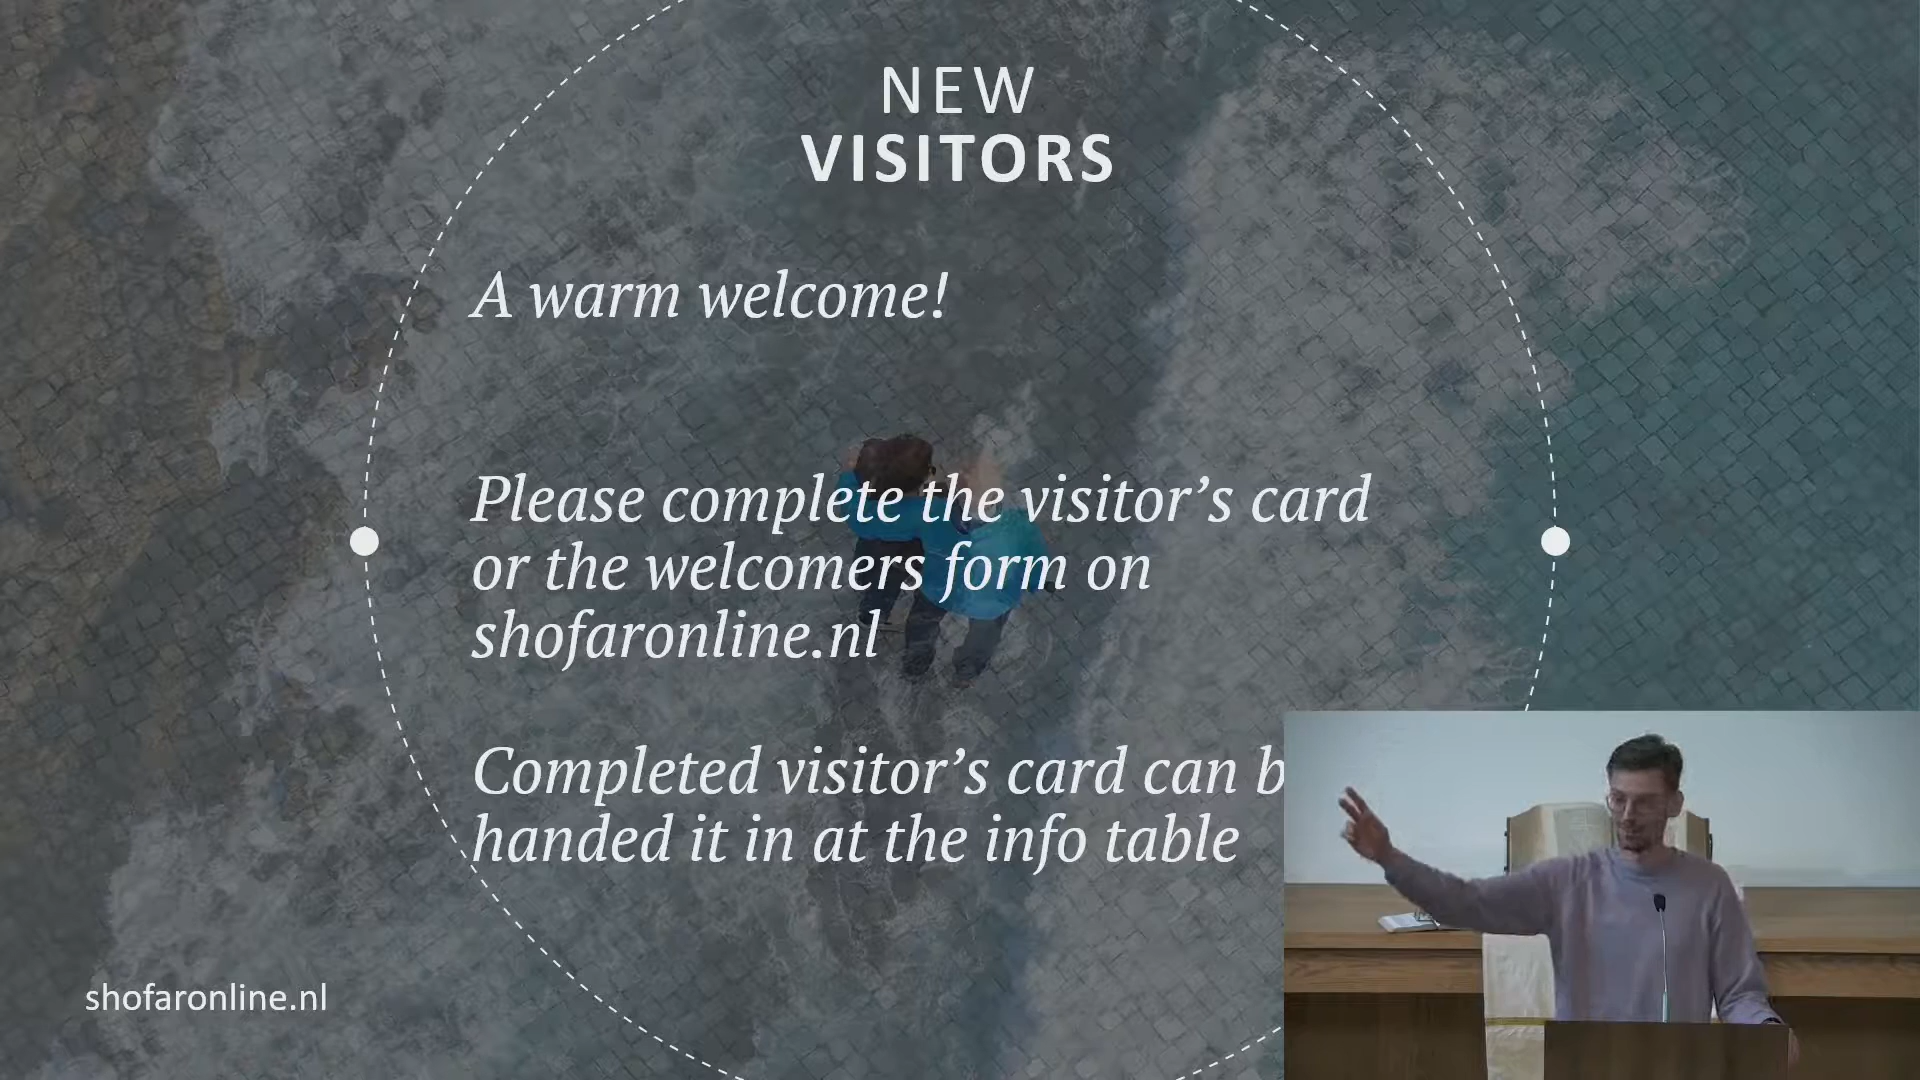 NEW
VISITORS
A warm welcome!
Please complete the visitor’s card
or the welcomers form on
shofaronline.nl
Completed visitor’s card can
handed it in at the info table
shofaronline.nl